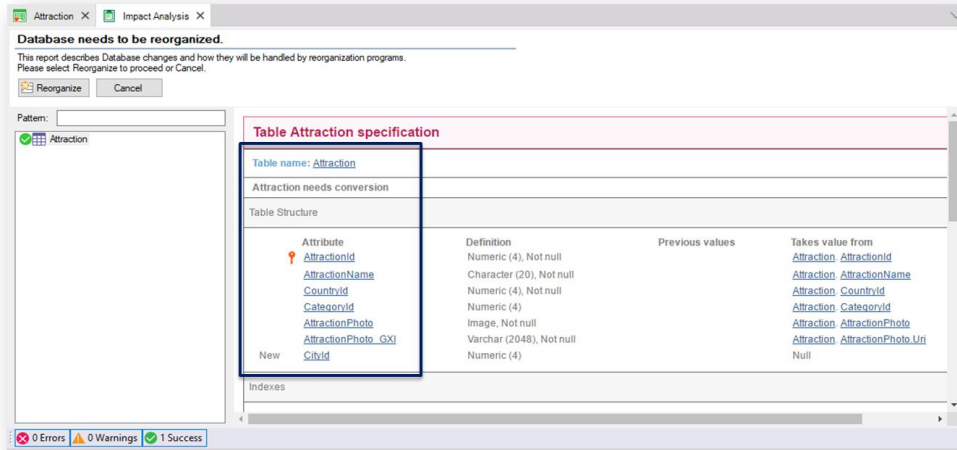 Attraction X Impact Analysis X
Database needs to be reorganized.
This report describes Database changes and how they will be handled by reorganization programs.
Please select Reorganize to proceed or Cancel.
Reorganize Cancel
Pattern:
Attraction
Table Attraction specification
Table name: Attraction
Attraction needs conversion
Table Structure
Attribute Definition Previous values Takes value from
AttractionId Numeric (4), Not null Attraction. AttractionId
AttractionName Character (20), Not null Attraction. AttractionName
CountryId Numeric (4), Not null Attraction. CountryId
CategoryId Numeric (4) Attraction. CategoryId
AttractionPhoto Image, Not null Attraction. AttractionPhoto
AttractionPhoto_GXI Varchar (2048), Not null Attraction. AttractionPhoto.Uri
New CityId Numeric (4) Null
Indexes
0 Errors 0 Warnings 1 Success